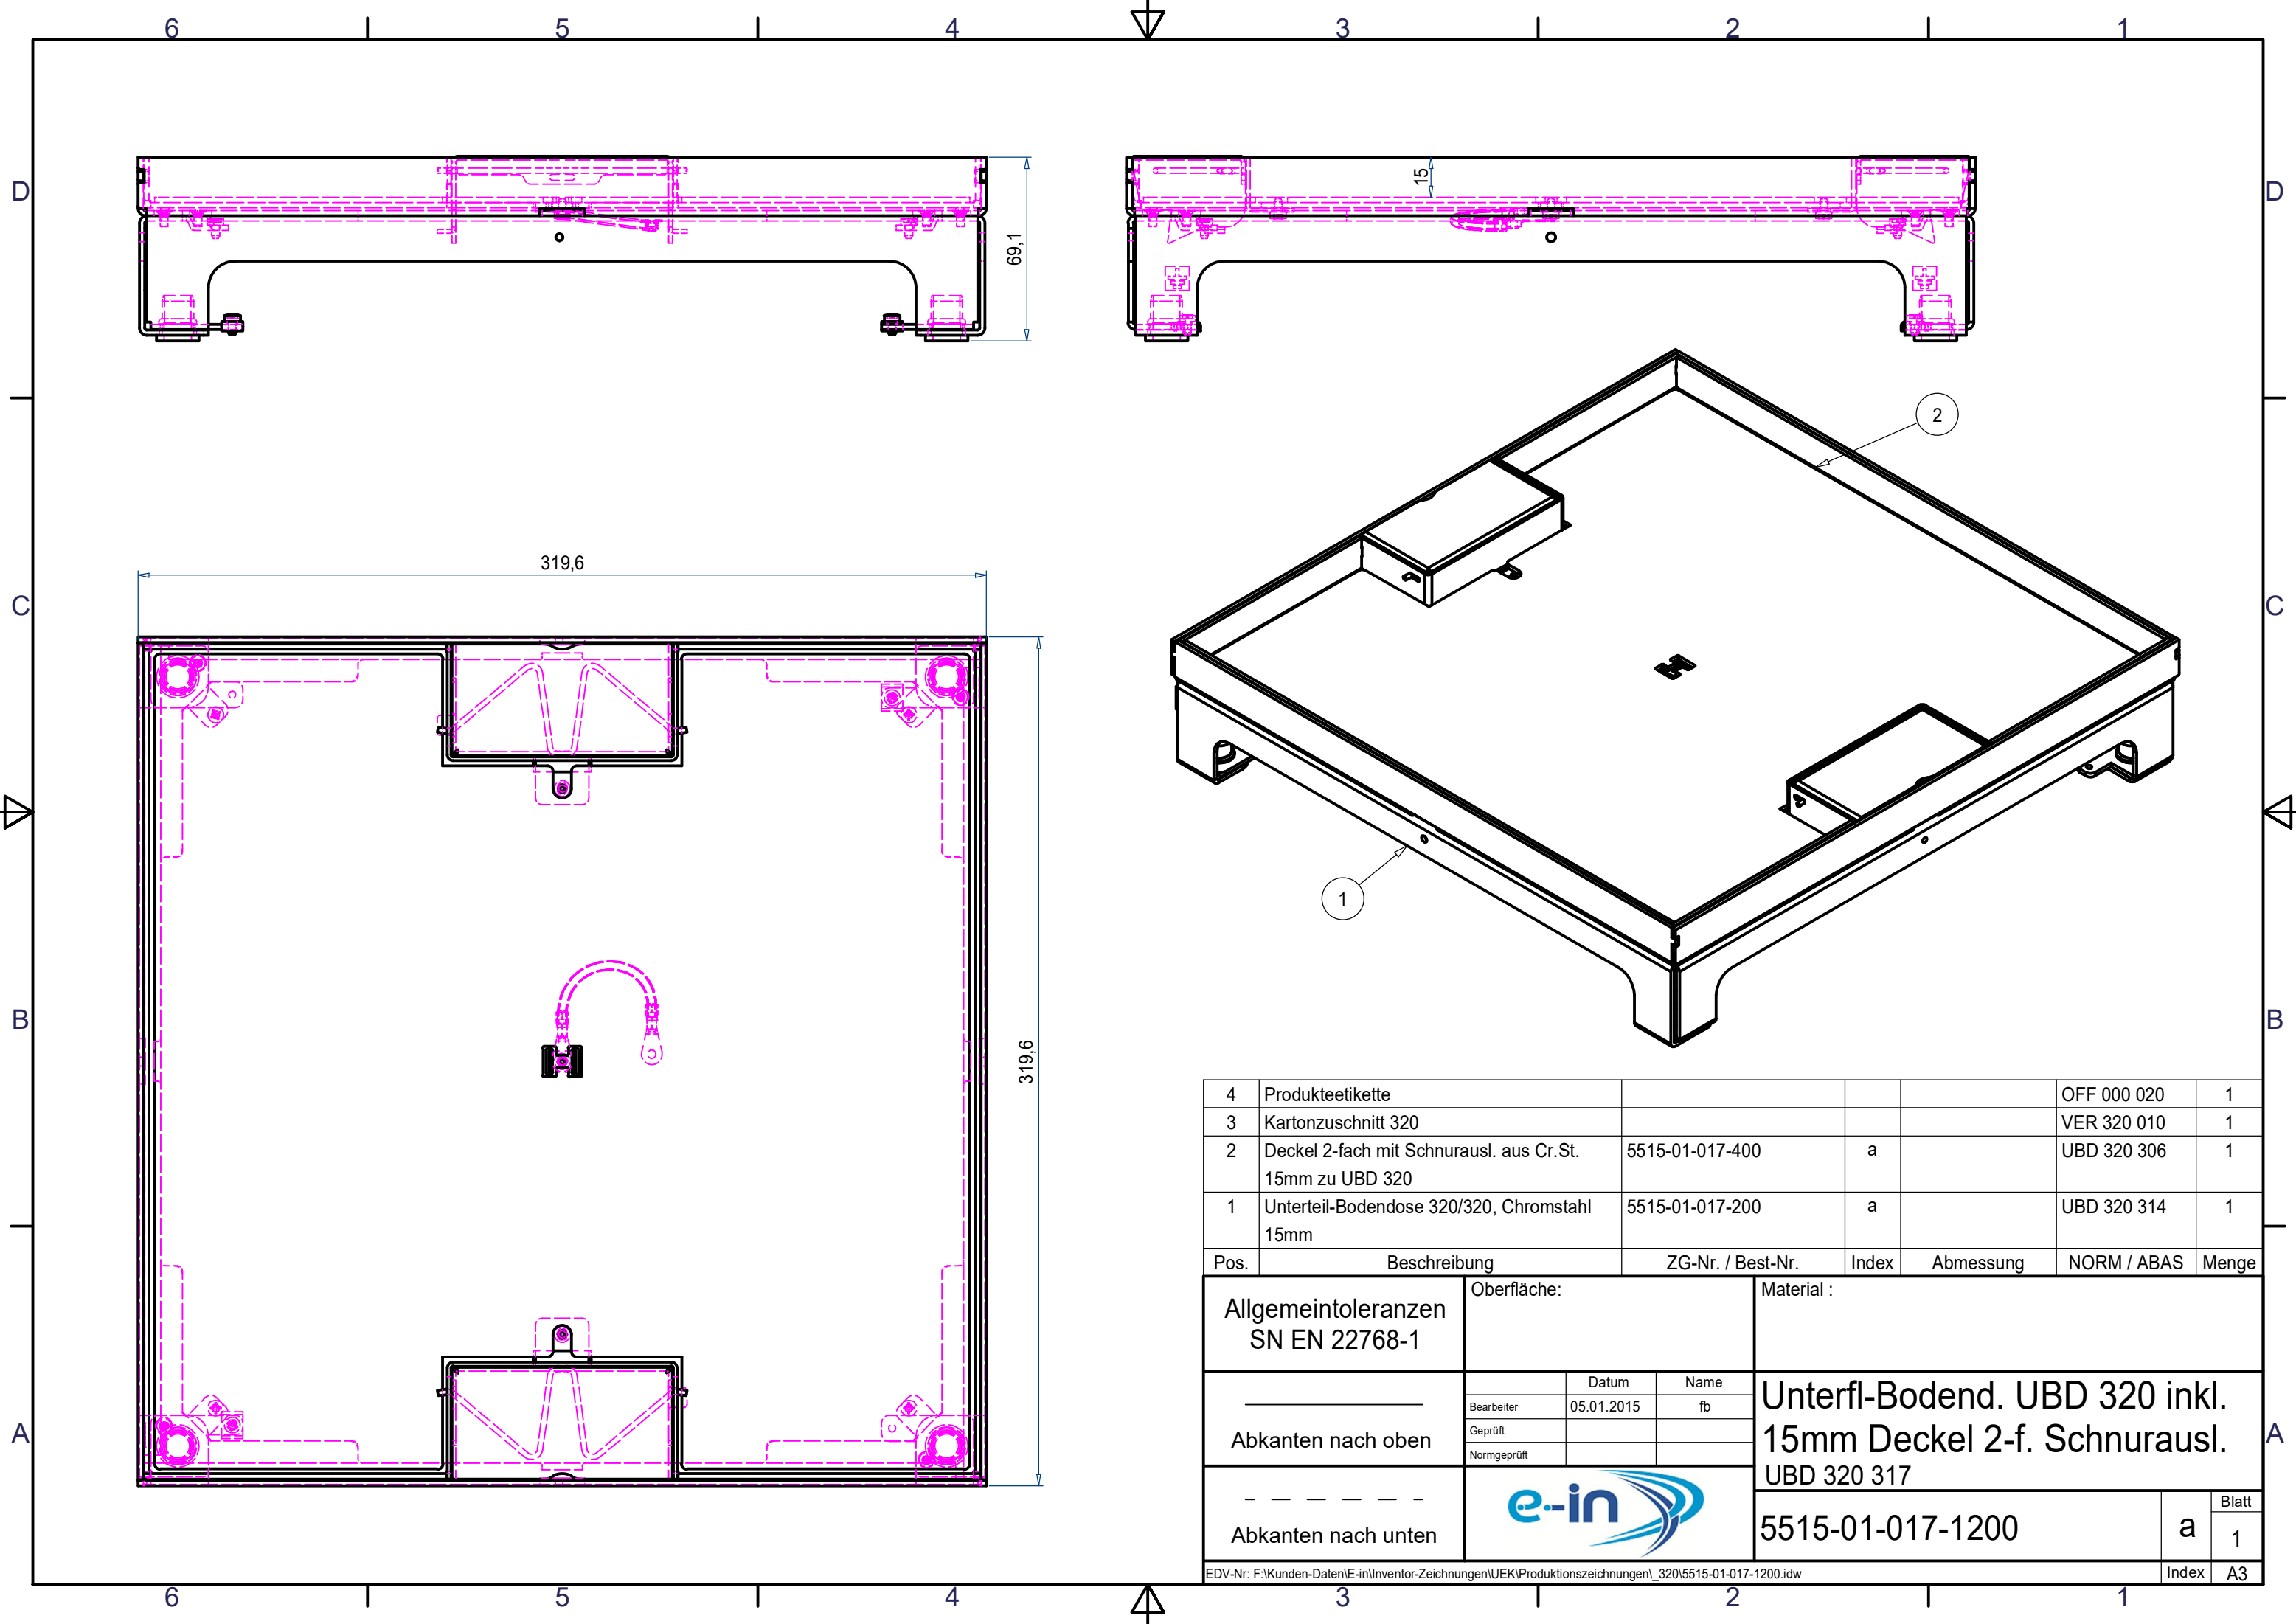 6 5 4 3 2 1
D D
15
69,1
2
319,6
C C
1
B B
319,6
4 Produkteetikette OFF 000 020 1
3 Kartonzuschnitt 320 VER 320 010 1
2 Deckel 2-fach mit Schnurausl. aus Cr.St. 5515-01-017-400 a UBD 320 306 1
15mm zu UBD 320
1 Unterteil-Bodendose 320/320, Chromstahl 5515-01-017-200 a UBD 320 314 1
15mm
Pos. Beschreibung ZG-Nr. / Best-Nr. Index Abmessung NORM / ABAS Menge
Allgemeintoleranzen
SN EN 22768-1
Oberfläche:
Material :
Datum Name
Bearbeiter 05.01.2015 fb
Geprüft
Normgeprüft
Abkanten nach oben
Abkanten nach unten
e-in
Unterfl-Bodend. UBD 320 inkl.
15mm Deckel 2-f. Schnurausl.
UBD 320 317
A A
5515-01-017-1200
a
Blatt
1
EDV-Nr: F:\Kunden-Daten\E-in\Inventor-Zeichnungen\UEK\Produktionszeichnungen\_320\5515-01-017-1200.idw
Index A3
6 5 4 3 2 1